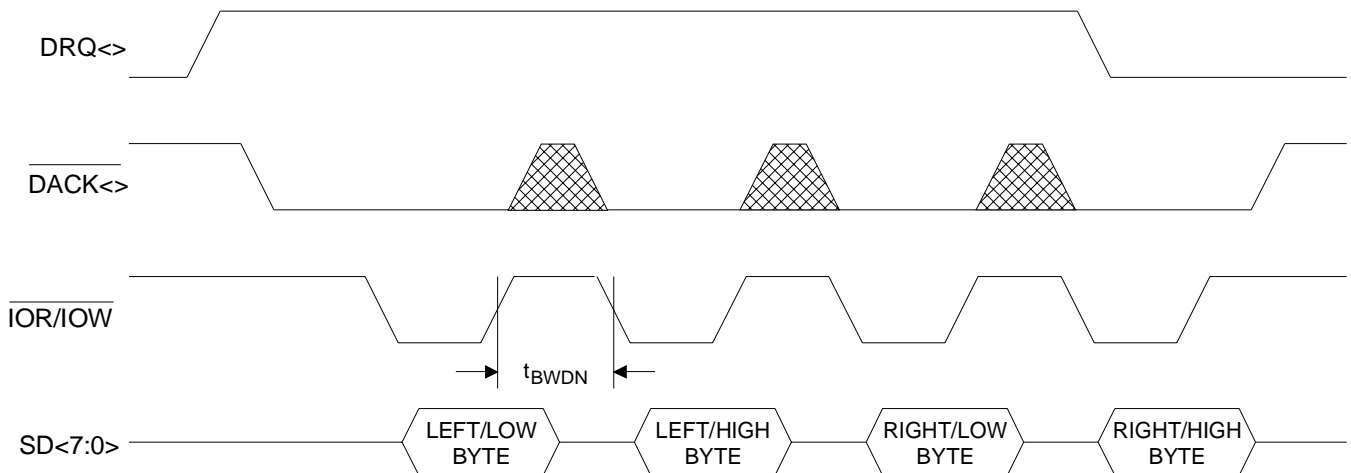 DRQ<>
DACK<>
IOR/IOW
tBWDN
SD<7:0>
LEFT/LOW
BYTE
LEFT/HIGH
BYTE
RIGHT/LOW
BYTE
RIGHT/HIGH
BYTE